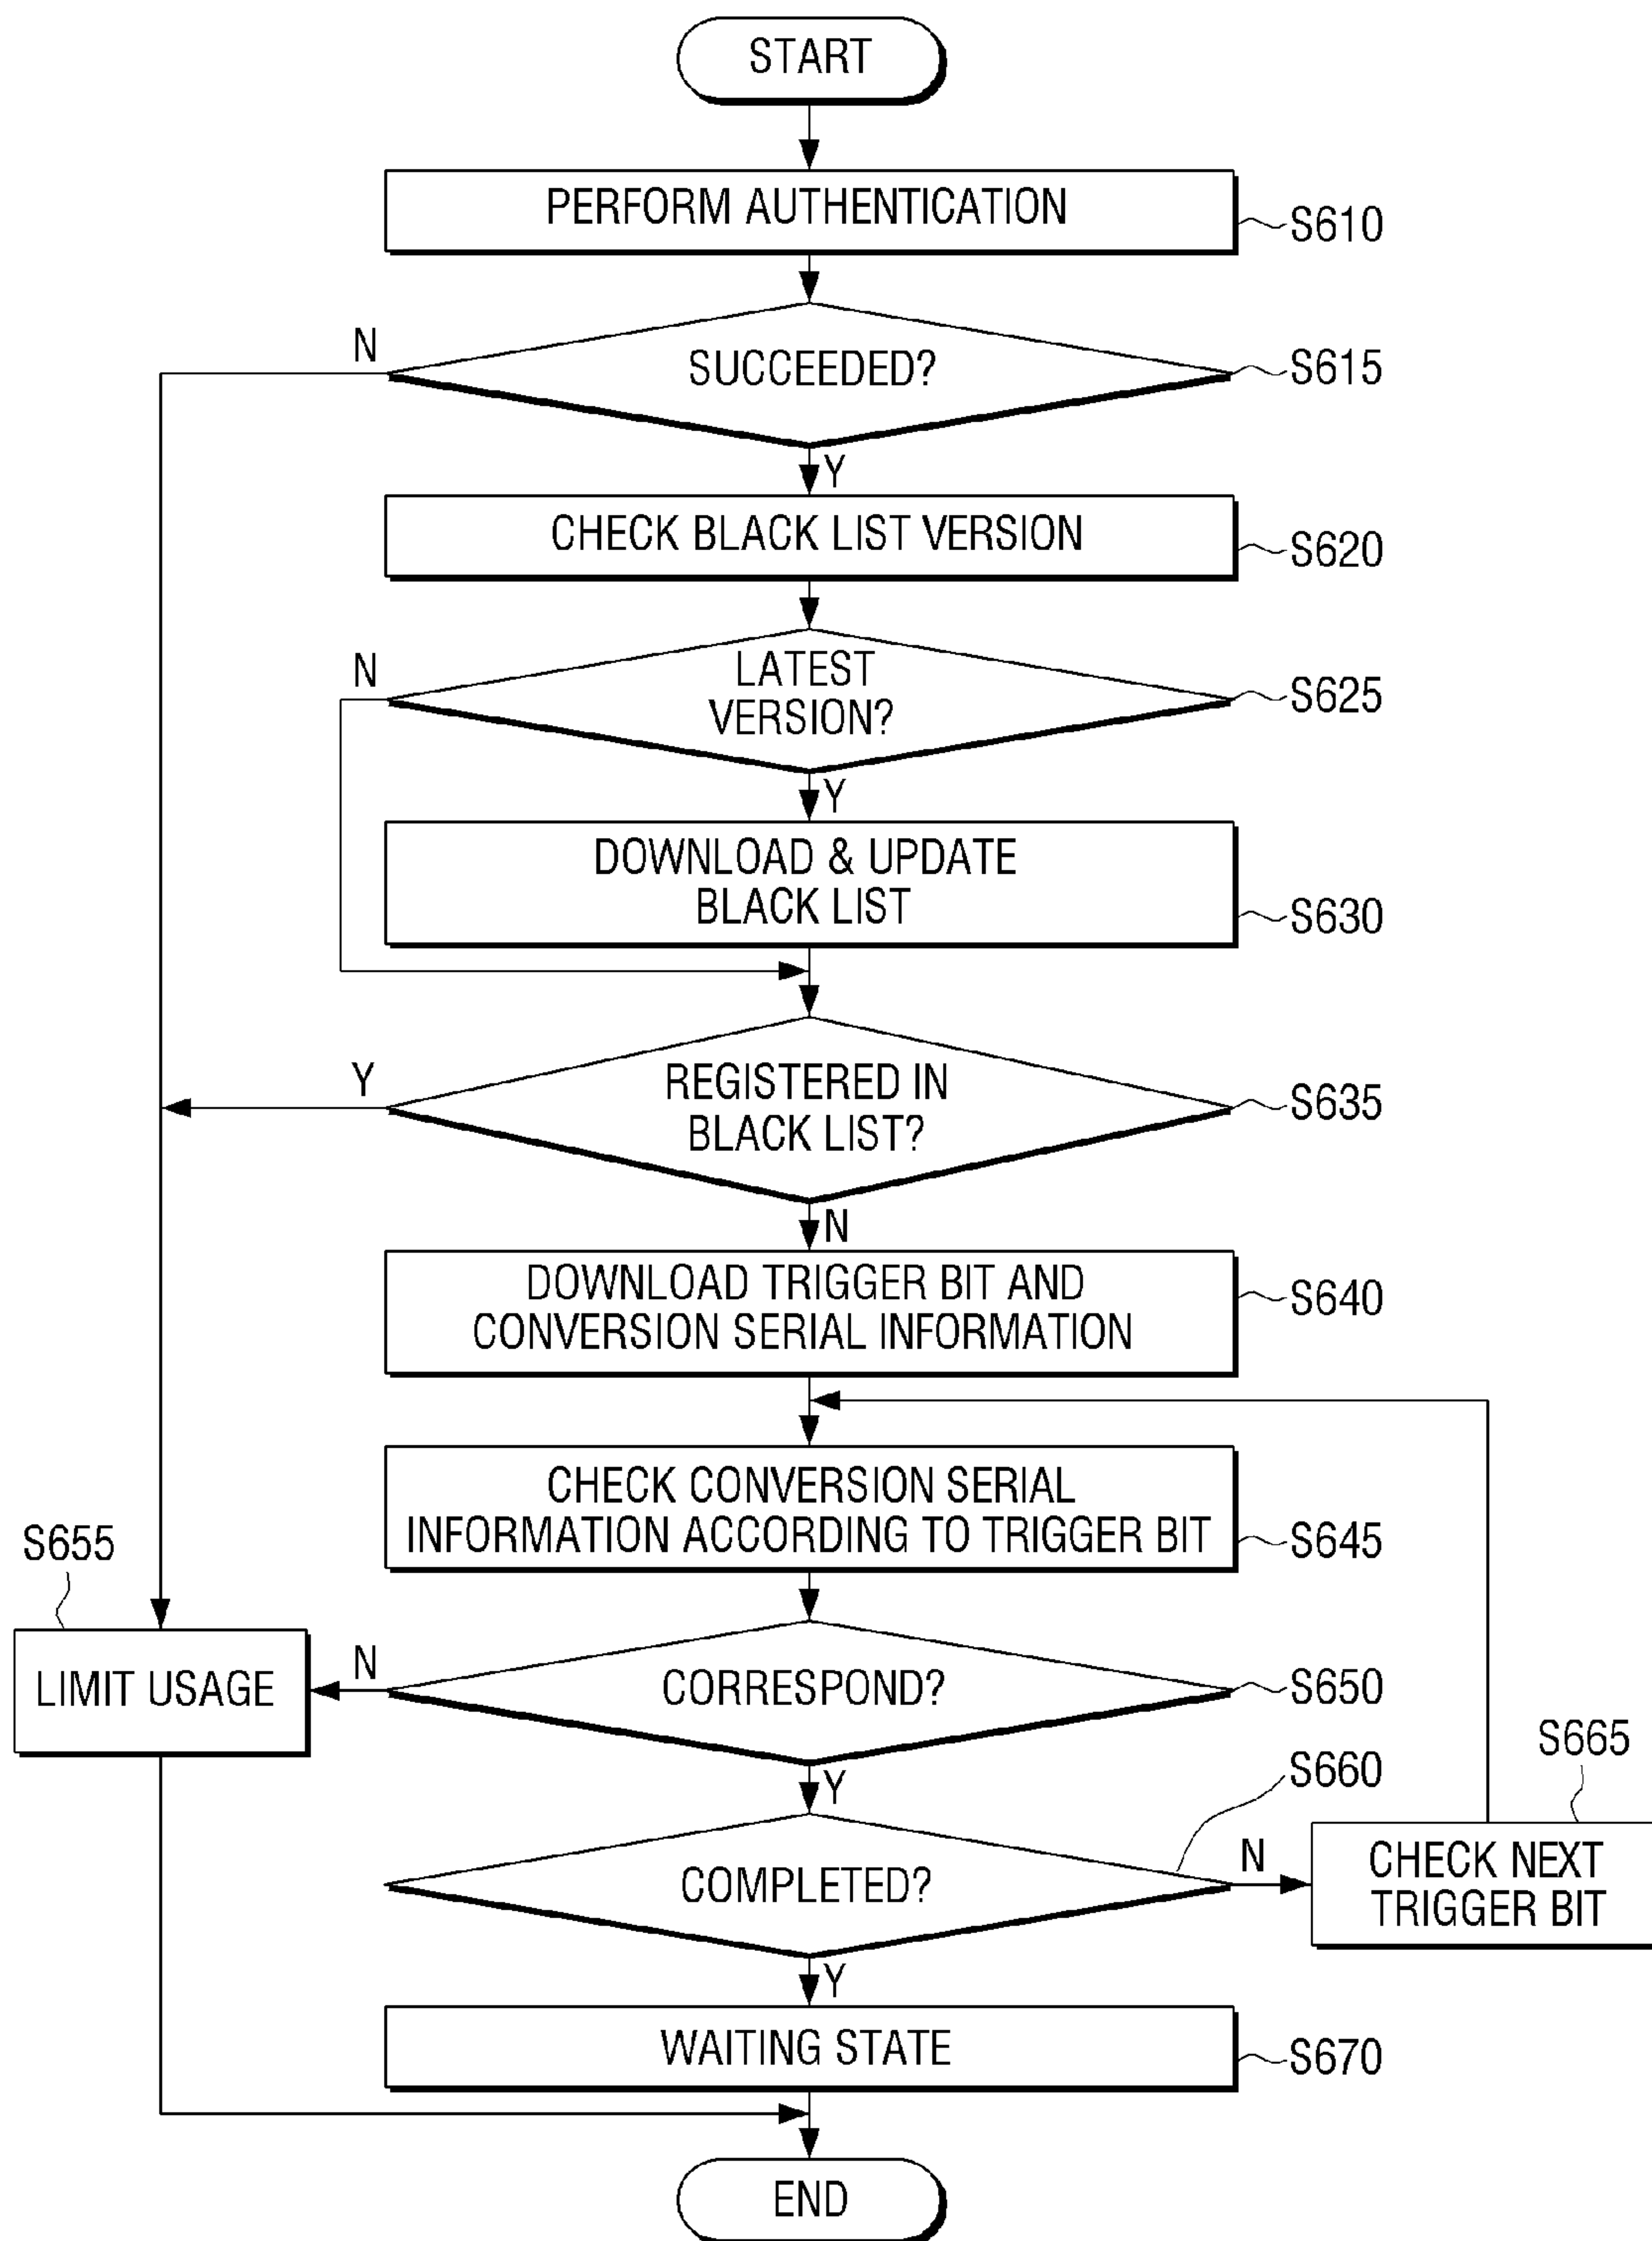 START
PERFORM AUTHENTICATION
S610
N
SUCCEEDED?
S615
Y
CHECK BLACK LIST VERSION
S620
N
LATEST
VERSION?
S625
Y
DOWNLOAD & UPDATE
BLACK LIST
S630
Y
REGISTERED IN
BLACK LIST?
S635
N
DOWNLOAD TRIGGER BIT AND
CONVERSION SERIAL INFORMATION
S640
CHECK CONVERSION SERIAL
INFORMATION ACCORDING TO TRIGGER BIT
S645
S655
LIMIT USAGE
N
CORRESPOND?
S650
Y
S660
S665
COMPLETED?
N
CHECK NEXT
TRIGGER BIT
Y
WAITING STATE
S670
END